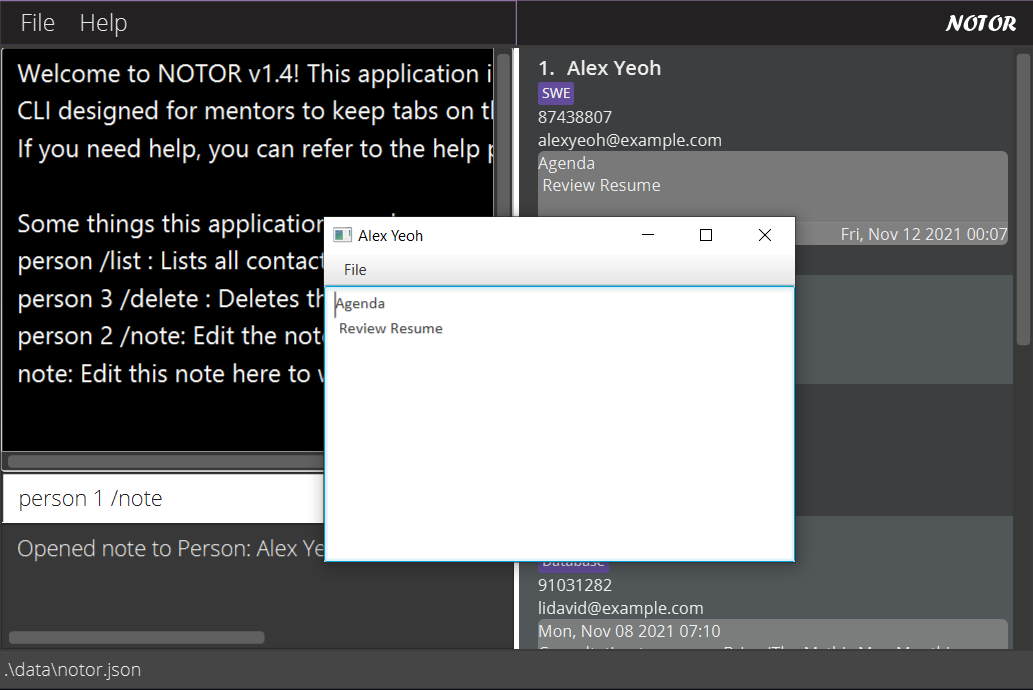 File Help
NOTOR
Welcome to NOTOR v1.4! This application i
CLI designed for mentors to keep tabs on
If you need help, you can refer to the help
Some things this application
person /list : Lists all contact
person 3 /delete : Deletes
person 2 /note: Edit the
note: Edit this note here to
person 1 /note
Opened note to Person: Alex
.\data\notor.json
1. Alex Yeoh
SWE
87438807
alexyeoh@example.com
Agenda
Review Resume
Fri, Nov 12 2021 00:07
Alex Yeoh
File
Agenda
Review Resume
Database
91031282
lidavid@example.com
Mon, Nov 08 2021 07:10